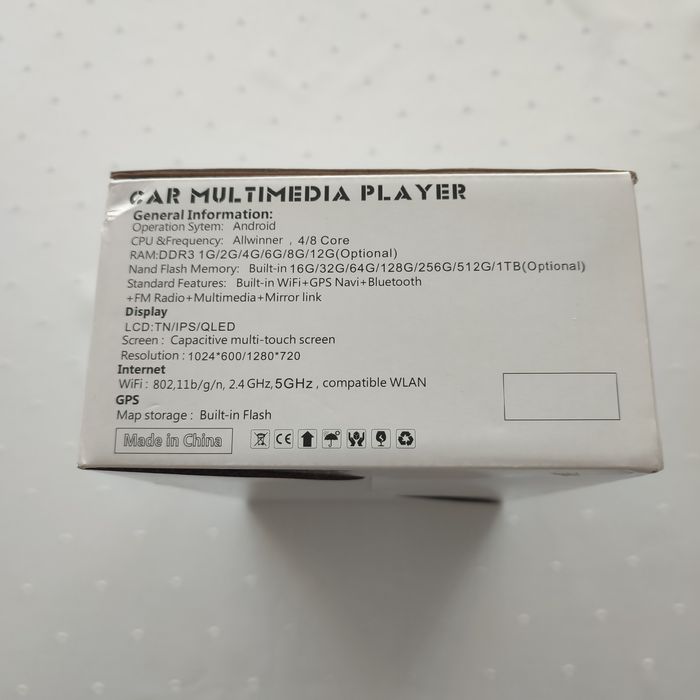 CAR MULTIMEDIA PLAYER
General Information:
Operation Sytem: Android
CPU &Frequency: Allwinner , 4/8 Core
RAM:DDR3 1G/2G/4G/6G/8G/12G(Optional)
Nand Flash Memory: Built-in 16G/32G/64G/128G/256G/512G/1TB(Optional)
Standard Features: Built-in WiFi+GPS Navi+Bluetooth
+FM Radio+Multimedia+Mirror link
Display
LCD:TN/IPS/QLED
Screen : Capacitive multi-touch screen
Resolution : 1024*600/1280*720
Internet
WiFi : 802,11b/g/n, 2.4GHz, 5GHz , compatible WLAN
GPS
Map storage : Built-in Flash
Made in China CE